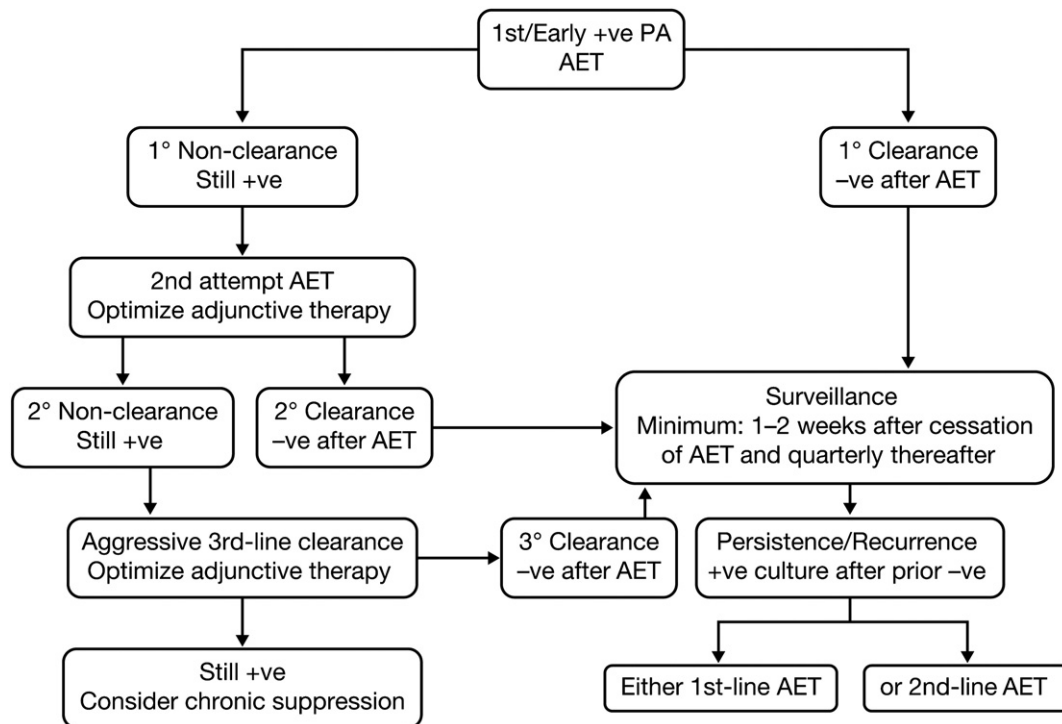 1st/Early +ve PA
AET
1° Non-clearance
Still +ve
1° Clearance
–ve after AET
2nd attempt AET
Optimize adjunctive therapy
2° Non-clearance
Still +ve
2° Clearance
–ve after AET
Surveillance
Minimum: 1–2 weeks after cessation
of AET and quarterly thereafter
Aggressive 3rd-line clearance
Optimize adjunctive therapy
3° Clearance
–ve after AET
Persistence/Recurrence
+ve culture after prior –ve
Still +ve
Consider chronic suppression
Either 1st-line AET
or 2nd-line AET